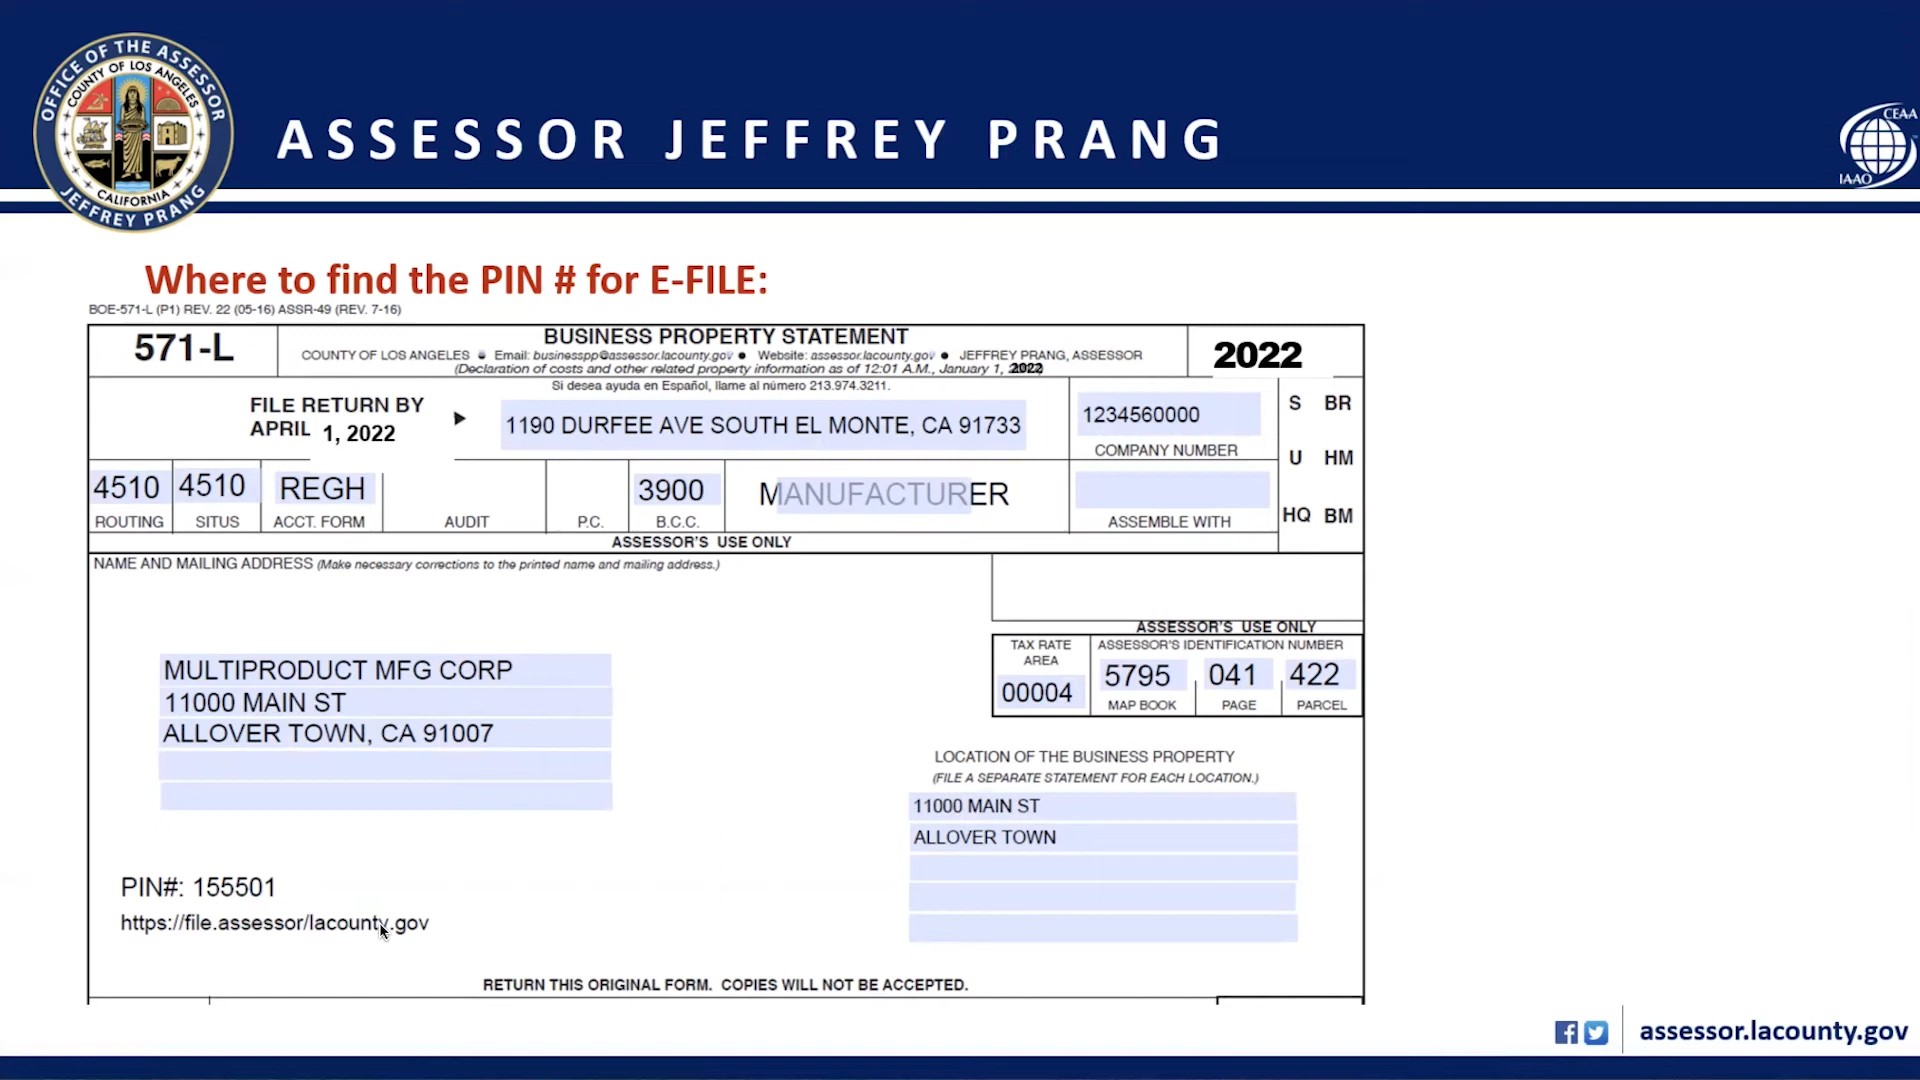 OFFICE OF THE ASSESSOR
COUNTY OF LOS ANGELES
CALIFORNIA
JEFFREY PRANG
ASSESSOR JEFFREY PRANG
CEAA
IAAO
Where to find the PIN # for E-FILE:
BOE-571-L (P1) REV. 22 (05-16) ASSR-49 (REV. 7-16)
571-L
BUSINESS PROPERTY STATEMENT
COUNTY OF LOS ANGELES ● Email: businesspp@assessor.lacounty.gov ● Website: assessor.lacounty.gov ● JEFFREY PRANG, ASSESSOR
(Declaration of costs and other related property information as of 12:01 A.M., January 1, 2022)
2022
Si desea ayuda en Español, llame al número 213.974.3211.
FILE RETURN BY
APRIL 1, 2022
1190 DURFEE AVE SOUTH EL MONTE, CA 91733
1234560000
COMPANY NUMBER
S BR
U HM
HQ BM
4510 4510 REGH 3900 MANUFACTURER
ROUTING SITUS ACCT. FORM AUDIT P.C. B.C.C. ASSEMBLE WITH
ASSESSOR'S USE ONLY
NAME AND MAILING ADDRESS (Make necessary corrections to the printed name and mailing address.)
ASSESSOR'S USE ONLY
TAX RATE
AREA
00004
ASSESSOR'S IDENTIFICATION NUMBER
5795 041 422
MAP BOOK PAGE PARCEL
MULTIPRODUCT MFG CORP
11000 MAIN ST
ALLOVER TOWN, CA 91007
LOCATION OF THE BUSINESS PROPERTY
(FILE A SEPARATE STATEMENT FOR EACH LOCATION.)
11000 MAIN ST
ALLOVER TOWN
PIN#: 155501
https://file.assessor/lacounty.gov
RETURN THIS ORIGINAL FORM. COPIES WILL NOT BE ACCEPTED.
assessor.lacounty.gov